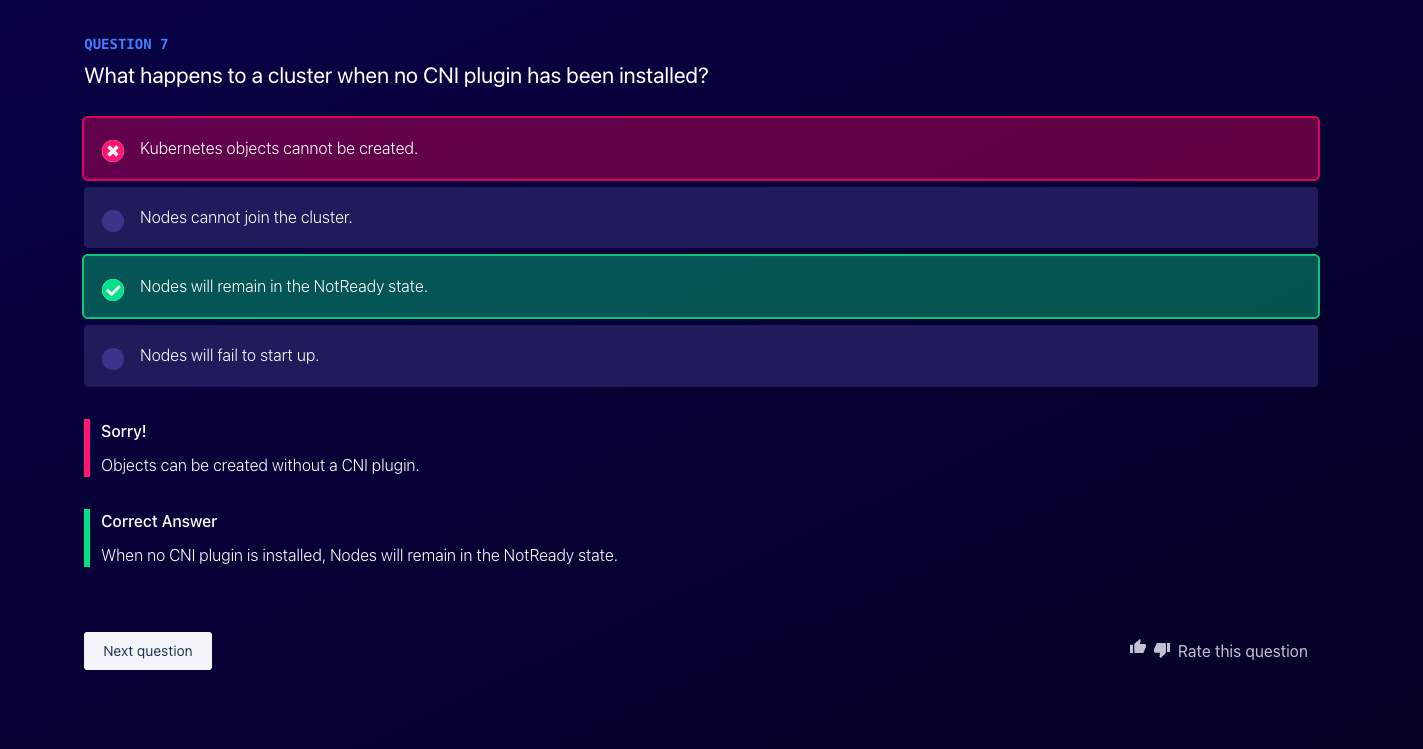 QUESTION 7
What happens to a cluster when no CNI plugin has been installed?
Kubernetes objects cannot be created.
Nodes cannot join the cluster.
Nodes will remain in the NotReady state.
Nodes will fail to start up.
Sorry!
Objects can be created without a CNI plugin.
Correct Answer
When no CNI plugin is installed, Nodes will remain in the NotReady state.
Next question
Rate this question